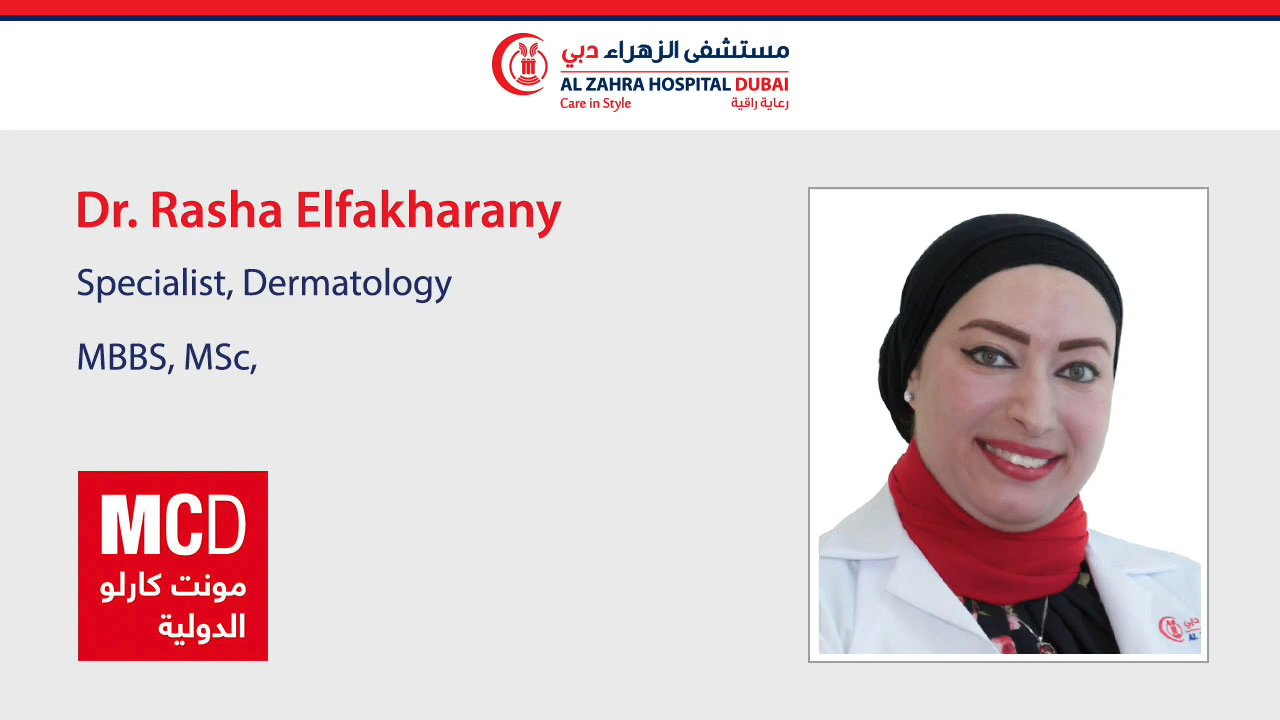 مستشفى الزهراء دبي
AL ZAHRA HOSPITAL DUBAI
Care in Style رعاية راقية
Dr. Rasha Elfakharany
Specialist, Dermatology
MBBS, MSc,
MCD
مونت كارلو
الدولية
دبي